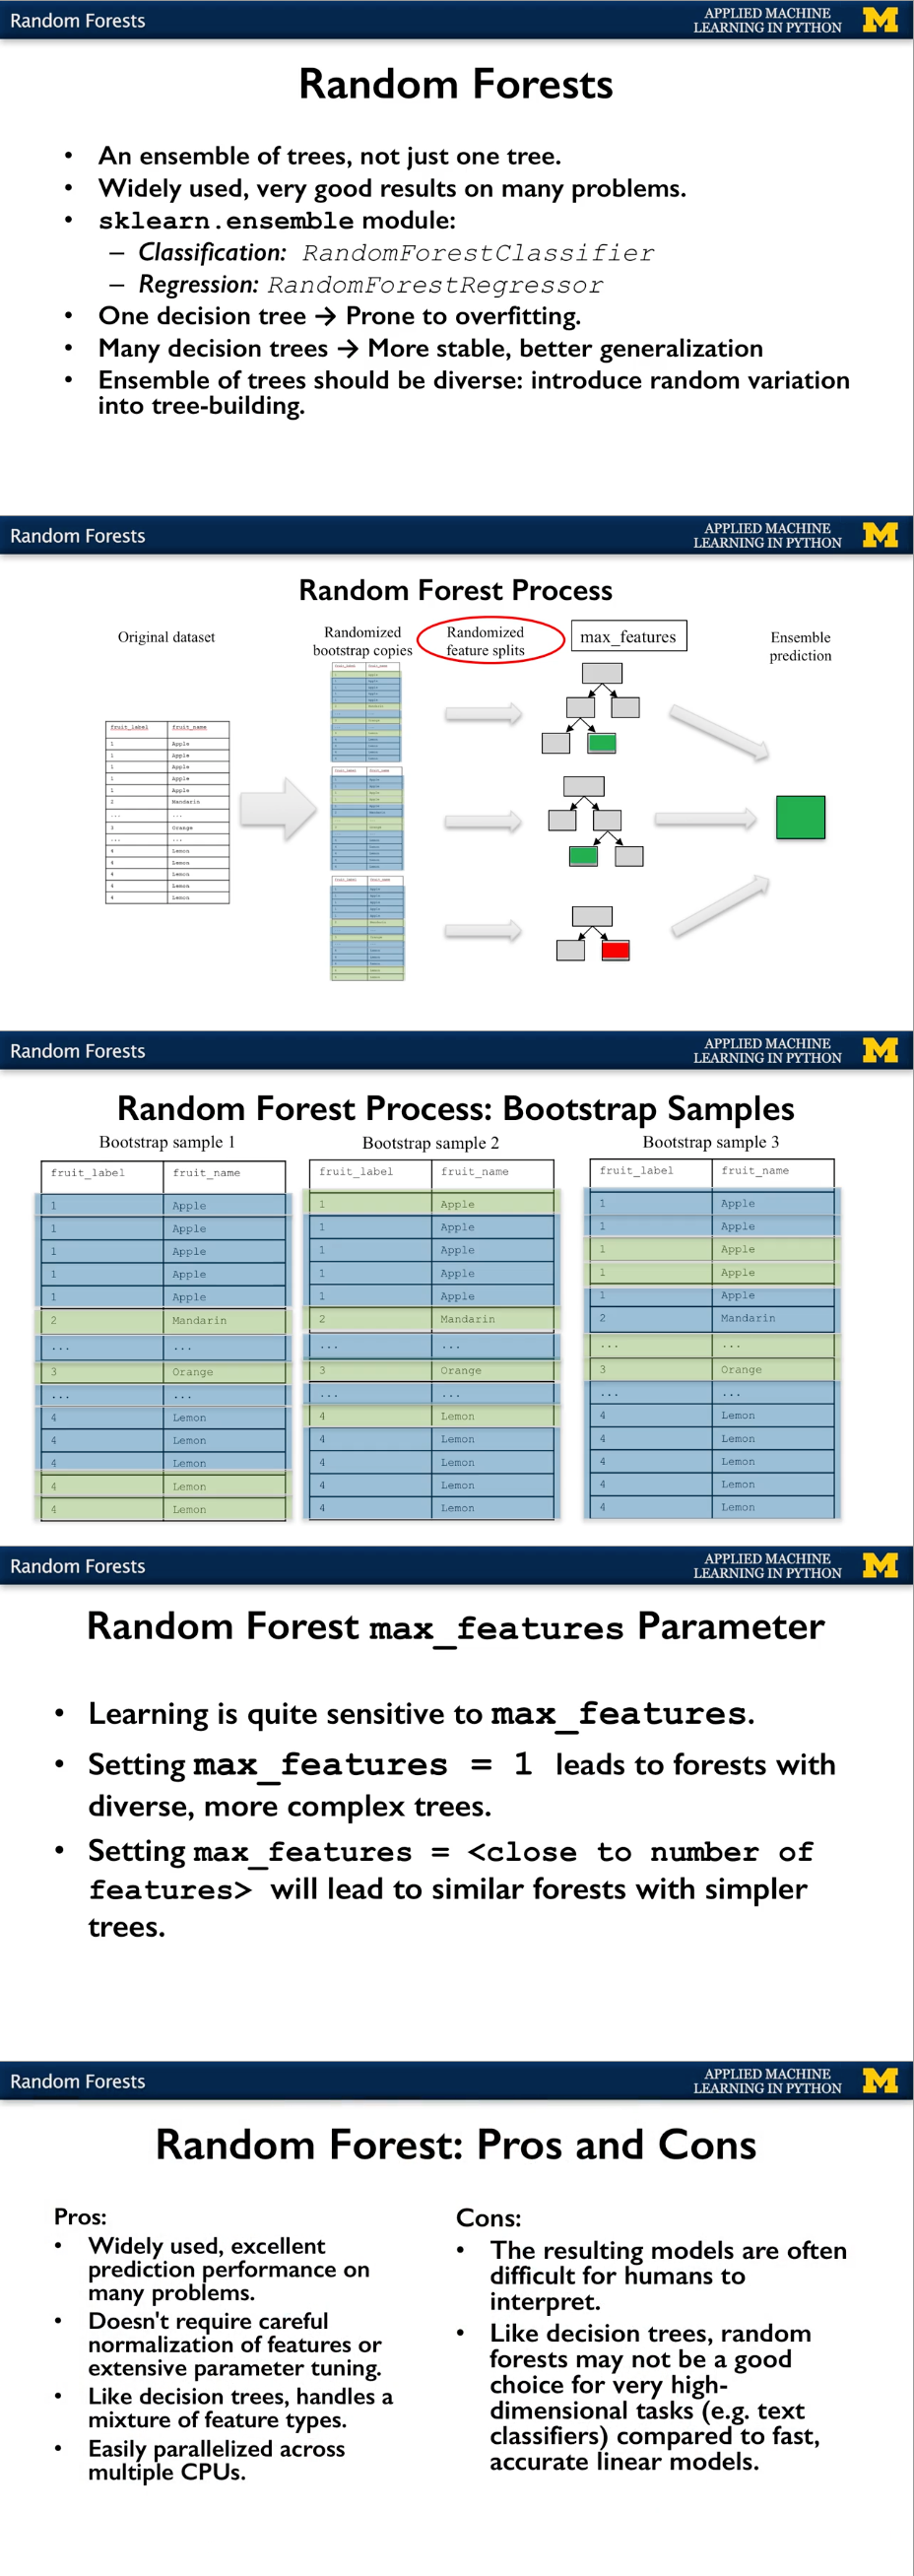 Random Forests
APPLIED MACHINE
LEARNING IN PYTHON
M
Random Forests
• An ensemble of trees, not just one tree.
• Widely used, very good results on many problems.
• sklearn.ensemble module:
– Classification: RandomForestClassifier
– Regression: RandomForestRegressor
• One decision tree → Prone to overfitting.
• Many decision trees → More stable, better generalization
• Ensemble of trees should be diverse: introduce random variation
into tree-building.
Random Forests
APPLIED MACHINE
LEARNING IN PYTHON
M
Random Forest Process
Original dataset
Randomized
bootstrap copies
Randomized
feature splits
max_features
Ensemble
prediction
fruit_label fruit_name
1 Apple
1 Apple
1 Apple
1 Apple
1 Apple
2 Mandarin
... ...
3 Orange
... ...
4 Lemon
4 Lemon
4 Lemon
4 Lemon
4 Lemon
Random Forests
APPLIED MACHINE
LEARNING IN PYTHON
M
Random Forest Process: Bootstrap Samples
Bootstrap sample 1
fruit_label fruit_name
1 Apple
1 Apple
1 Apple
1 Apple
1 Apple
2 Mandarin
... ...
3 Orange
... ...
4 Lemon
4 Lemon
4 Lemon
4 Lemon
4 Lemon
Bootstrap sample 2
fruit_label fruit_name
1 Apple
1 Apple
1 Apple
1 Apple
1 Apple
2 Mandarin
... ...
3 Orange
... ...
4 Lemon
4 Lemon
4 Lemon
4 Lemon
4 Lemon
Bootstrap sample 3
fruit_label fruit_name
1 Apple
1 Apple
1 Apple
1 Apple
1 Apple
2 Mandarin
... ...
3 Orange
... ...
4 Lemon
4 Lemon
4 Lemon
4 Lemon
4 Lemon
Random Forests
APPLIED MACHINE
LEARNING IN PYTHON
M
Random Forest max_features Parameter
• Learning is quite sensitive to max_features.
• Setting max_features = 1 leads to forests with
diverse, more complex trees.
• Setting max_features = <close to number of
features> will lead to similar forests with simpler
trees.
Random Forests
APPLIED MACHINE
LEARNING IN PYTHON
M
Random Forest: Pros and Cons
Pros:
• Widely used, excellent
prediction performance on
many problems.
• Doesn't require careful
normalization of features or
extensive parameter tuning.
• Like decision trees, handles a
mixture of feature types.
• Easily parallelized across
multiple CPUs.
Cons:
• The resulting models are often
difficult for humans to
interpret.
• Like decision trees, random
forests may not be a good
choice for very high-
dimensional tasks (e.g. text
classifiers) compared to fast,
accurate linear models.